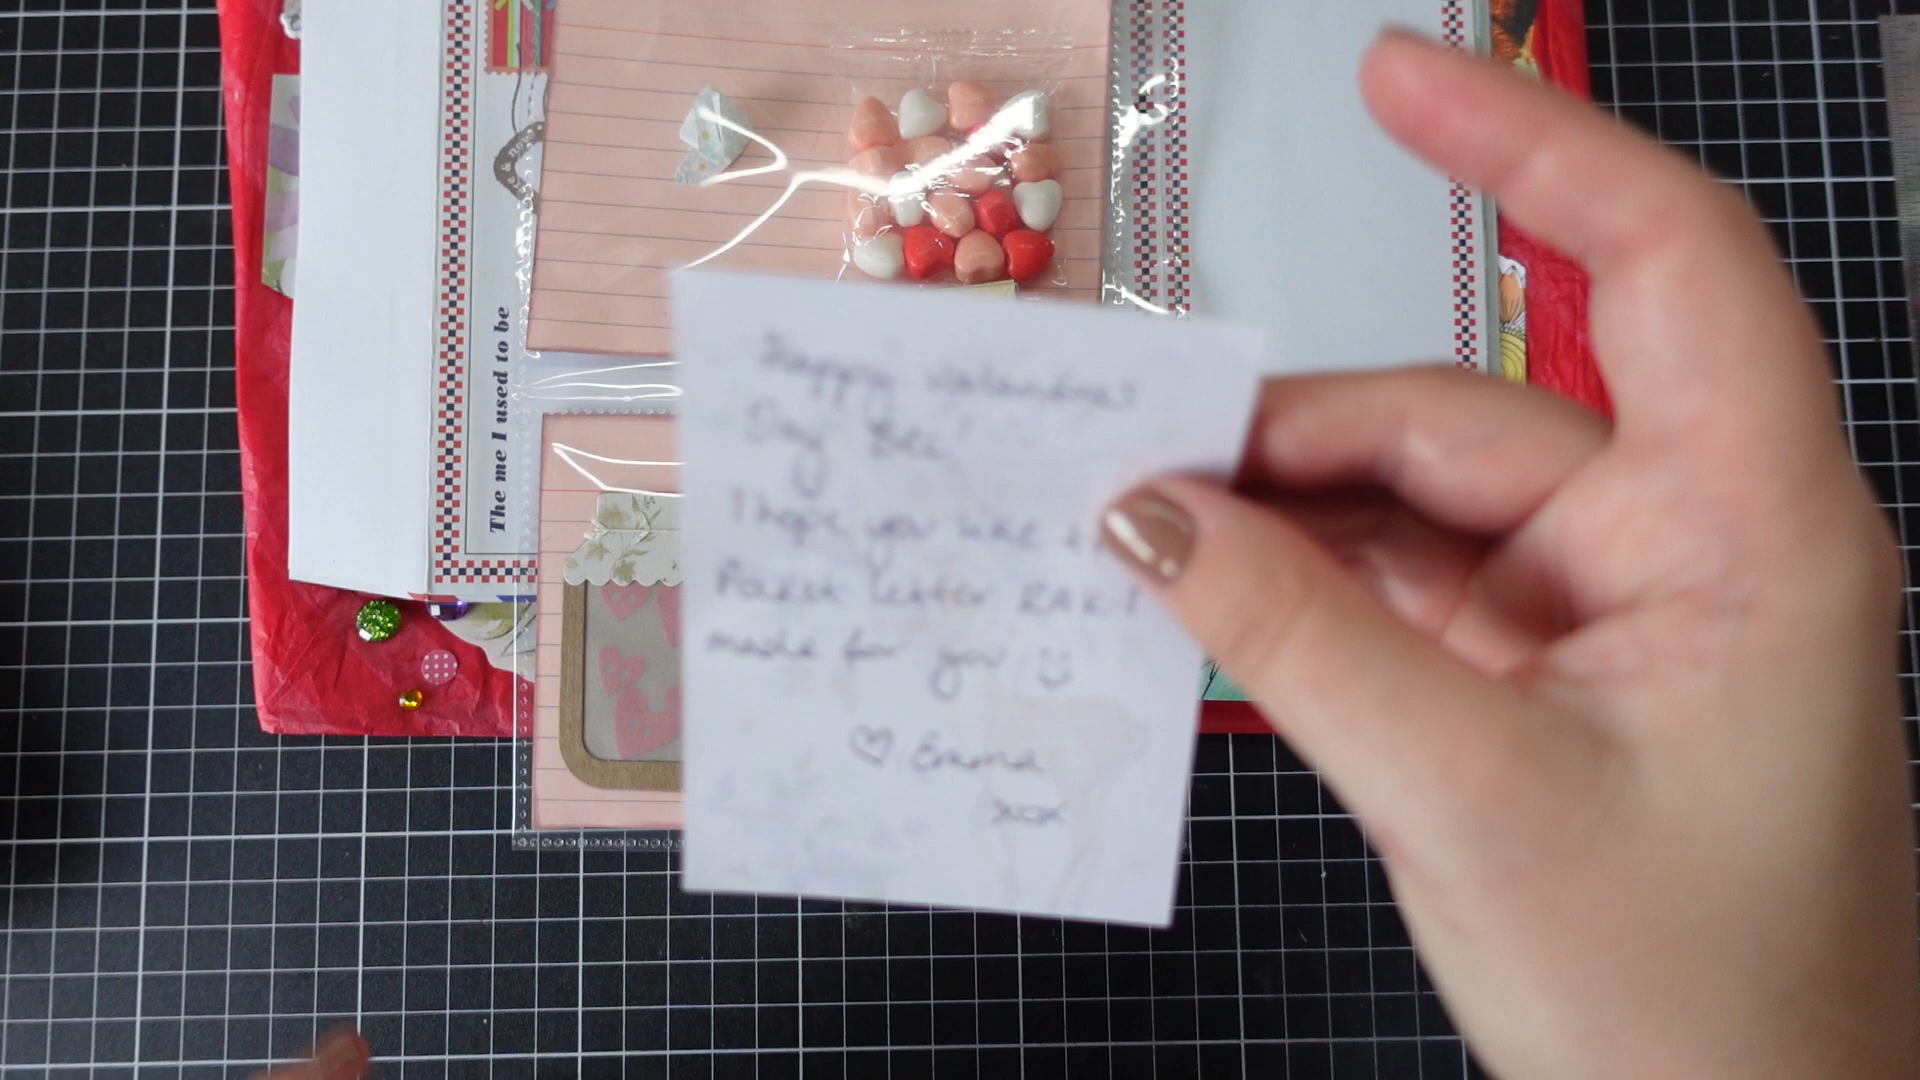 & now
The me I used to be
Happy Valentines
Day Bec!
I hope you like
Pocket Letter RAK I
made for you
Emma
xox